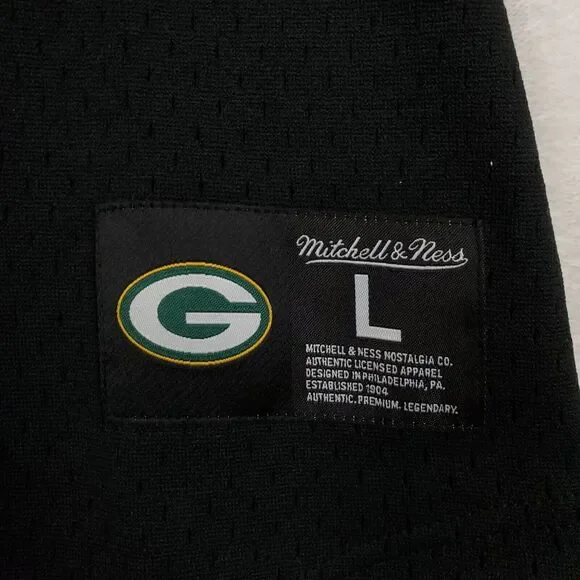 G
Mitchell & Ness
L
MITCHELL & NESS NOSTALGIA CO.
AUTHENTIC LICENSED APPAREL
DESIGNED IN PHILADELPHIA, PA.
ESTABLISHED 1904
AUTHENTIC. PREMIUM. LEGENDARY.